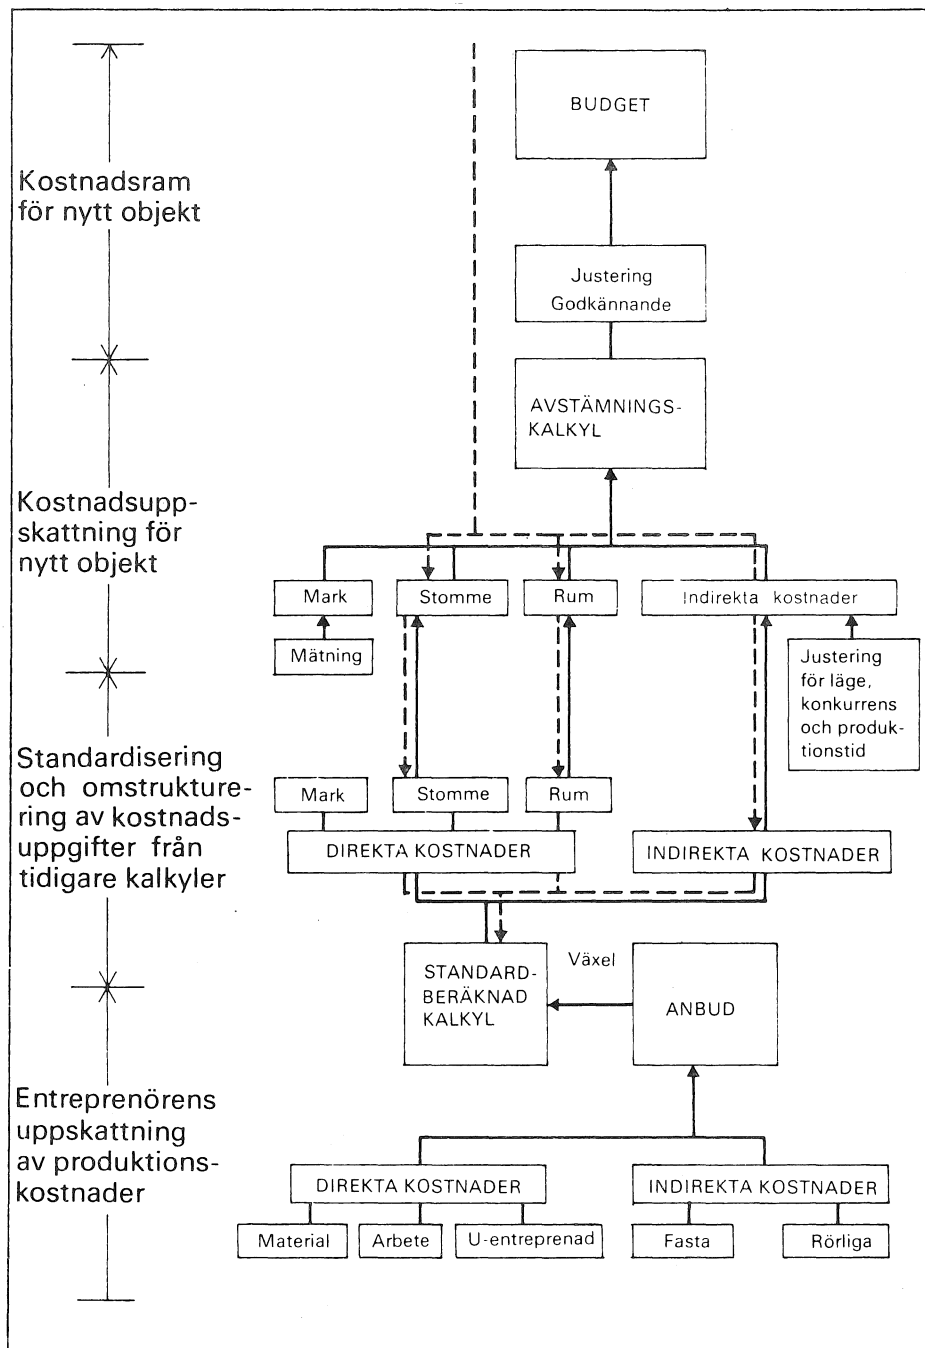 Kostnadsram
för nytt objekt
BUDGET
Justering
Godkännande
AVSTÄMNINGS-
KALKYL
Kostnadsupp-
skattning för
nytt objekt
Mark
Stomme
Rum
Indirekta kostnader
Mätning
Justering
för läge,
konkurrens
och produk-
tionstid
Standardisering
och omstrukture-
ring av kostnads-
uppgifter från
tidigare kalkyler
Mark
Stomme
Rum
DIREKTA KOSTNADER
INDIREKTA KOSTNADER
STANDARD-
BERÄKNAD
KALKYL
Växel
ANBUD
Entreprenörens
uppskattning
av produktions-
kostnader
DIREKTA KOSTNADER
INDIREKTA KOSTNADER
Material
Arbete
U-entreprenad
Fasta
Rörliga